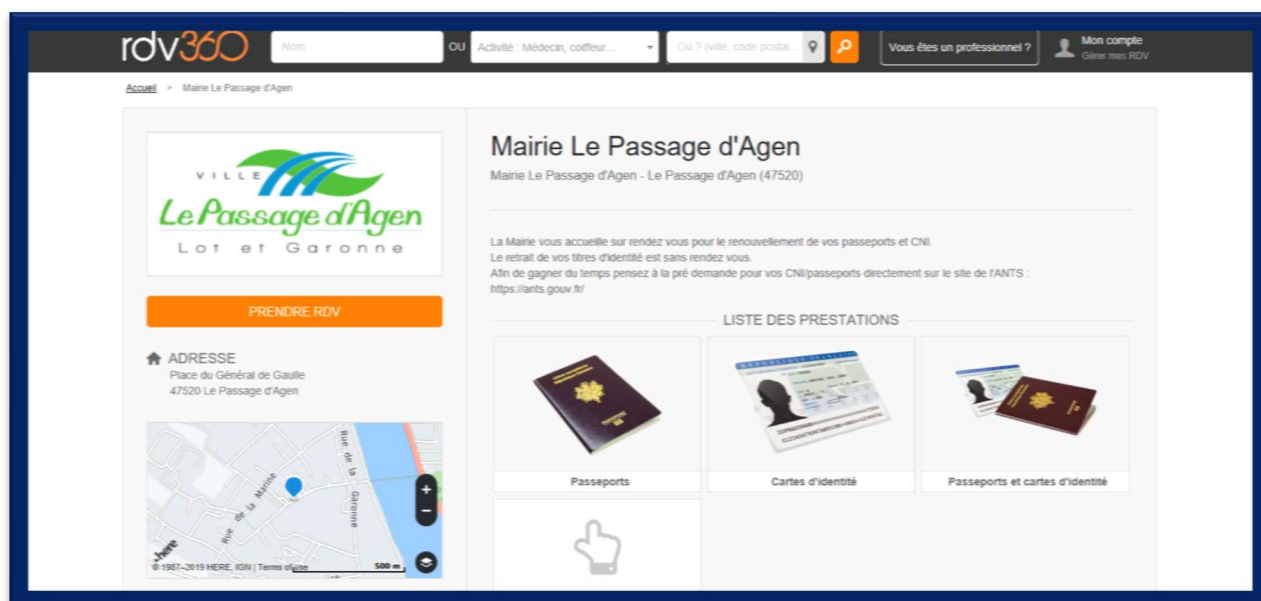 rdv360
Nom...
OU
Activité : Médecin, coiffeur...
Où ? (ville, code postal...
Vous êtes un professionnel ?
Mon compte
Gérer mes RDV
Accueil > Mairie Le Passage d'Agen
VILLE
Le Passage d'Agen
Lot et Garonne
PRENDRE RDV
ADRESSE
Place du Général de Gaulle
47520 Le Passage d'Agen
Rue de la Marine
Rue de la Garonne
+
-
here
© 1987–2019 HERE, IGN | Terms of use
500 m
Mairie Le Passage d'Agen
Mairie Le Passage d'Agen - Le Passage d'Agen (47520)
La Mairie vous accueille sur rendez vous pour le renouvellement de vos passeports et CNI.
Le retrait de vos titres d'identité est sans rendez vous.
Afin de gagner du temps pensez à la pré demande pour vos CNI/passeports directement sur le site de l'ANTS :
https://ants.gouv.fr/
LISTE DES PRESTATIONS
Passeports
Cartes d'identité
Passeports et cartes d'identité